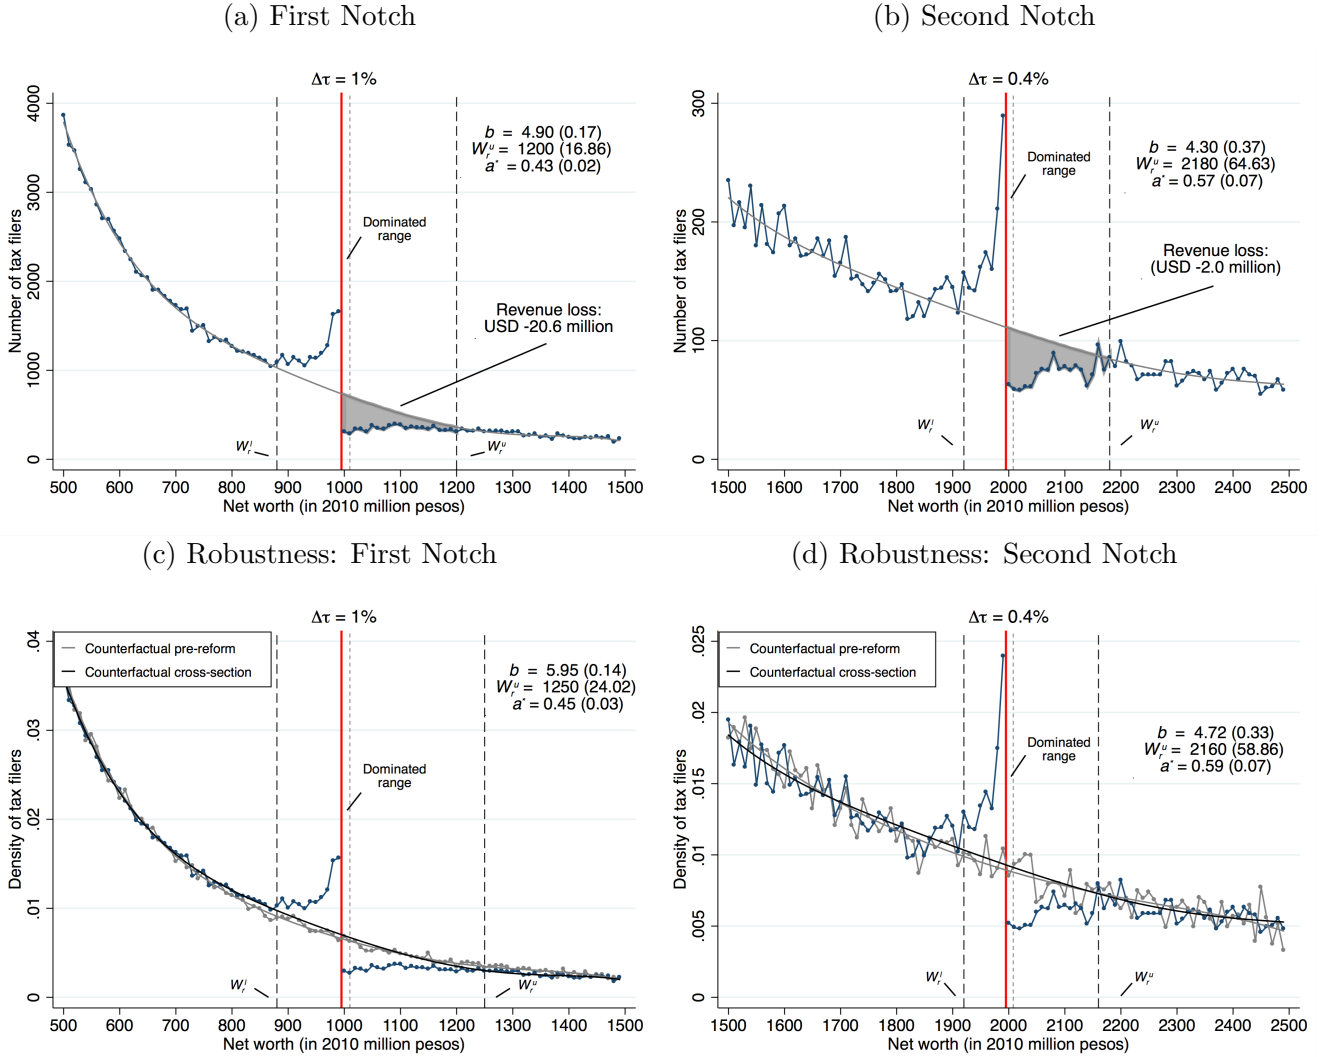 (a) First Notch
Δτ = 1%
Number of tax filers
4000
3000
2000
1000
0
b = 4.90 (0.17)
W_r^u = 1200 (16.86)
a* = 0.43 (0.02)
Dominated
range
Revenue loss:
USD -20.6 million
W_r^l
W_r^u
500 600 700 800 900 1000 1100 1200 1300 1400 1500
Net worth (in 2010 million pesos)
(b) Second Notch
Δτ = 0.4%
Number of tax filers
300
200
100
0
b = 4.30 (0.37)
W_r^u = 2180 (64.63)
a* = 0.57 (0.07)
Dominated
range
Revenue loss:
(USD -2.0 million)
W_r^l
W_r^u
1500 1600 1700 1800 1900 2000 2100 2200 2300 2400 2500
Net worth (in 2010 million pesos)
(c) Robustness: First Notch
Δτ = 1%
Counterfactual pre-reform
Counterfactual cross-section
Density of tax filers
.04
.03
.02
.01
0
b = 5.95 (0.14)
W_r^u = 1250 (24.02)
a* = 0.45 (0.03)
Dominated
range
W_r^l
W_r^u
500 600 700 800 900 1000 1100 1200 1300 1400 1500
Net worth (in 2010 million pesos)
(d) Robustness: Second Notch
Δτ = 0.4%
Counterfactual pre-reform
Counterfactual cross-section
Density of tax filers
.025
.02
.015
.01
.005
0
b = 4.72 (0.33)
W_r^u = 2160 (58.86)
a* = 0.59 (0.07)
Dominated
range
W_r^l
W_r^u
1500 1600 1700 1800 1900 2000 2100 2200 2300 2400 2500
Net worth (in 2010 million pesos)